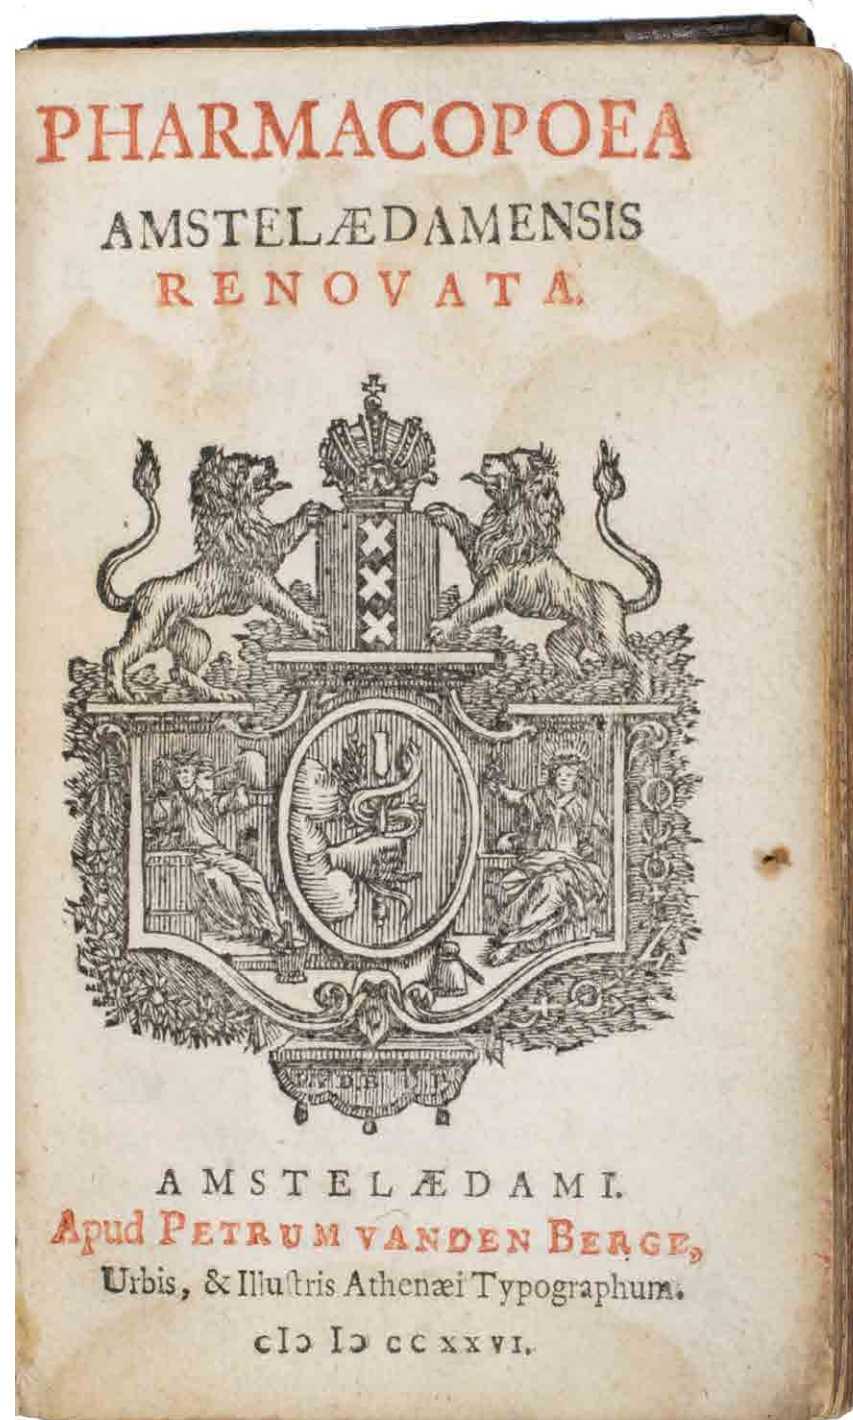 PHARMACOPOEA
AMSTELÆDAMENSIS
RENOVATA.
AMSTELÆDAMI.
Apud PETRUM VANDEN BERGE,
Urbis, & Illuſtris Athenæi Typographum.
cIↄ Iↄ ccxxvi.